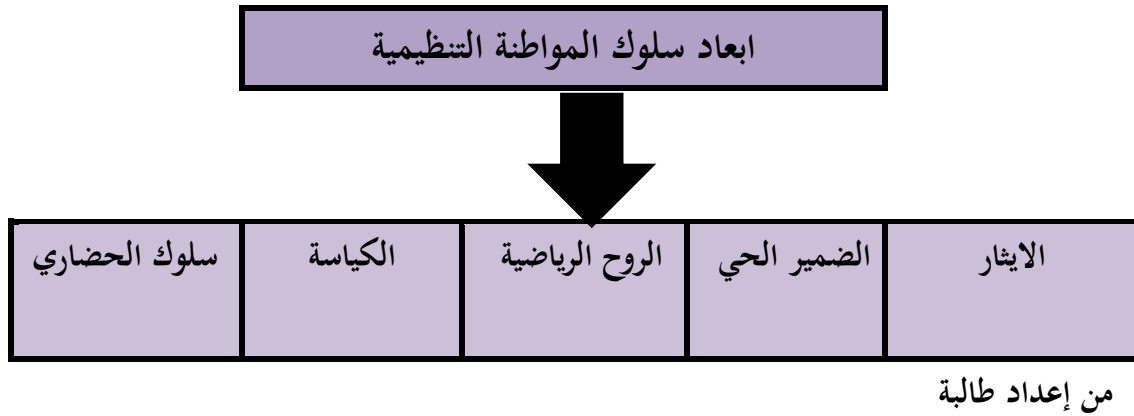 ابعاد سلوك المواطنة التنظيمية
الايثار
الضمير الحي
الروح الرياضية
الكياسة
سلوك الحضاري
من إعداد طالبة